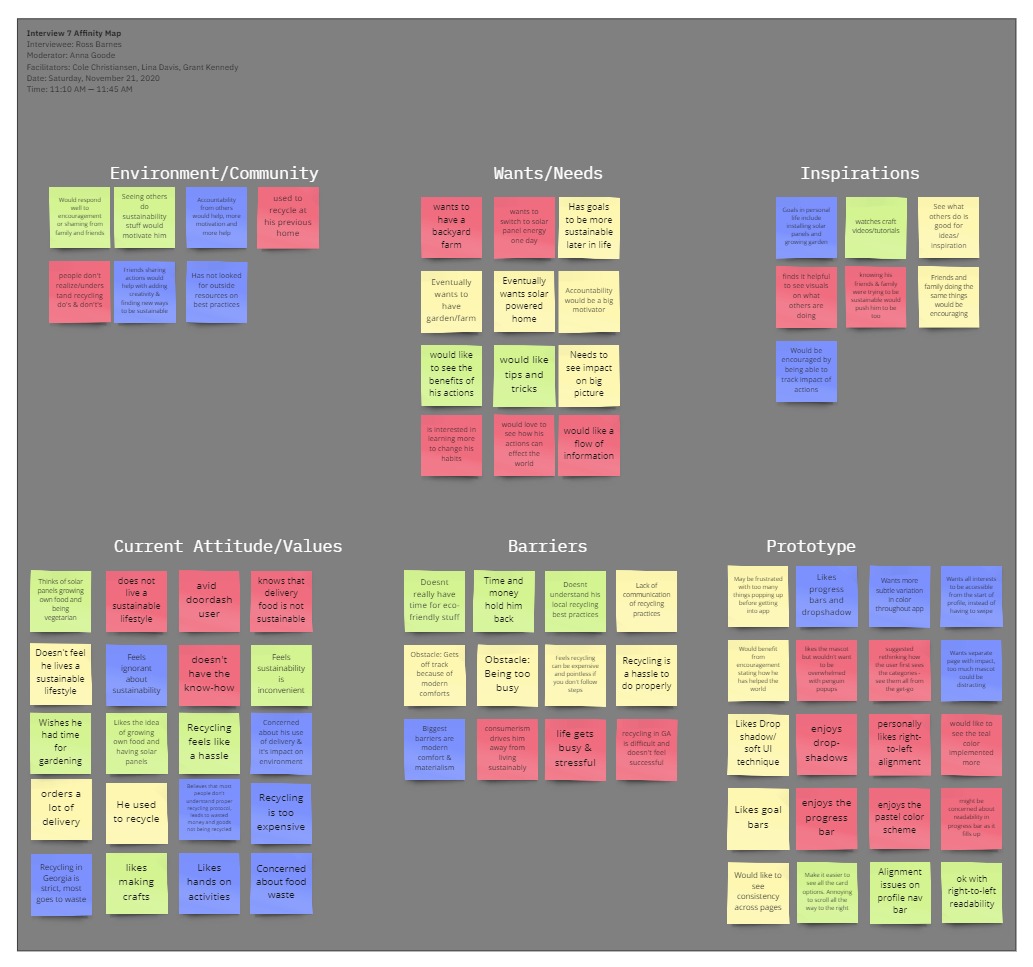 Interview 7 Affinity Map
Interviewee: Ross Barnes
Moderator: Anna Goode
Facilitators: Cole Christiansen, Lina Davis, Grant Kennedy
Date: Saturday, November 21, 2020
Time: 11:10 AM — 11:45 AM
Environment/Community
Would respond
well to
encouragement
or sharing from
family and friends
Seeing others
do
sustainability
stuff would
motivate him
Accountability
from others
would help, more
motivation and
more help
used to
recycle at
his previous
home
people don't
realize/unders
tand recycling
do's & don'ts
Friends sharing
actions would
help with adding
creativity &
finding new ways
to be sustainable
Has not looked
for outside
resources on
best practices
Wants/Needs
wants to
have a
backyard
farm
wants to
switch to solar
panel energy
one day
Has goals
to be more
sustainable
later in life
Eventually
wants to
have
garden/farm
Eventually
wants solar
powered
home
Accountability
would be a big
motivator
would like
to see the
benefits of
his actions
would like
tips and
tricks
Needs to
see impact
on big
picture
is interested in
learning more
to change his
habits
would love to
see how his
actions can
effect the
world
would like a
flow of
information
Inspirations
Goals in personal
life include
installing solar
panels and
growing garden
watches craft
videos/tutorials
See what
others do is
good for
ideas/
inspiration
finds it helpful
to see visuals
on what
others are
doing
knowing his
friends & family
were trying to be
sustainable would
push him to be
too
Friends and
family doing the
same things
would be
encouraging
Would be
encouraged by
being able to
track impact of
actions
Current Attitude/Values
Thinks of solar
panels growing
own food and
being
vegetarian
does not
live a
sustainable
lifestyle
avid
doordash
user
knows that
delivery
food is not
sustainable
Doesn't feel
he lives a
sustainable
lifestyle
Feels
ignorant
about
sustainability
doesn't
have the
know-how
Feels
sustainability
is
inconvenient
Wishes he
had time
for
gardening
Likes the idea
of growing
own food and
having solar
panels
Recycling
feels like
a hassle
Concerned
about his use
of delivery &
it's impact on
environment
orders a
lot of
delivery
He used
to recycle
Believes that most
people don't
understand proper
recycling protocol,
leads to wasted
money and goods
not being recycled
Recycling
is too
expensive
Recycling in
Georgia is
strict, most
goes to waste
likes
making
crafts
Likes
hands on
activities
Concerned
about food
waste
Barriers
Doesnt
really have
time for eco-
friendly stuff
Time and
money
hold him
back
Doesnt
understand his
local recycling
best practices
Lack of
communication
of recycling
practices
Obstacle: Gets
off track
because of
modern
comforts
Obstacle:
Being too
busy
Feels recycling
can be expensive
and pointless if
you don't follow
steps
Recycling is
a hassle to
do properly
Biggest
barriers are
modern
comfort &
materialism
consumerism
drives him
away from
living
sustainably
life gets
busy &
stressful
recycling in GA
is difficult and
doesn't feel
successful
Prototype
May be frustrated
with too many
things popping up
before getting
into app
Likes
progress
bars and
dropshadow
Wants more
subtle variation
in color
throughout app
Wants all interests
to be accessible
from the start of
profile, instead of
having to swipe
Would benefit
from
encouragement
stating how he
has helped the
world
likes the mascot
but wouldn't want
to be
overwhelmed
with penguin
popups
suggested
rethinking how
the user first sees
the categories -
see them all from
the get-go
Wants separate
page with impact,
too much mascot
could be
distracting
Likes Drop
shadow/
soft UI
technique
enjoys
drop-
shadows
personally
likes right-
to-left
alignment
would like to
see the teal
color
implemented
more
Likes goal
bars
enjoys the
progress
bar
enjoys the
pastel color
scheme
might be
concerned about
readability in
progress bar as it
fills up
Would like to
see
consistency
across pages
Make it easier to
see all the card
options. Annoying
to scroll all the
way to the right
Alignment
issues on
profile nav
bar
ok with
right-to-left
readability